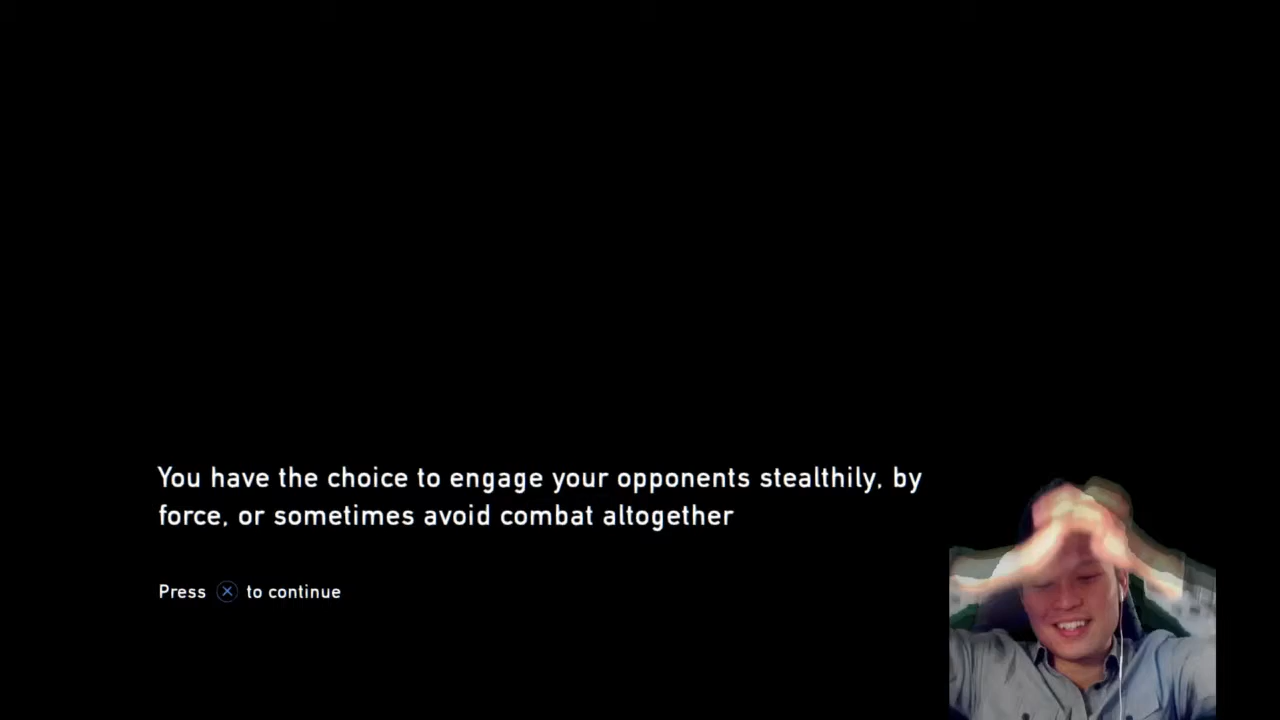 You have the choice to engage your opponents stealthily, by
force, or sometimes avoid combat altogether
Press X to continue